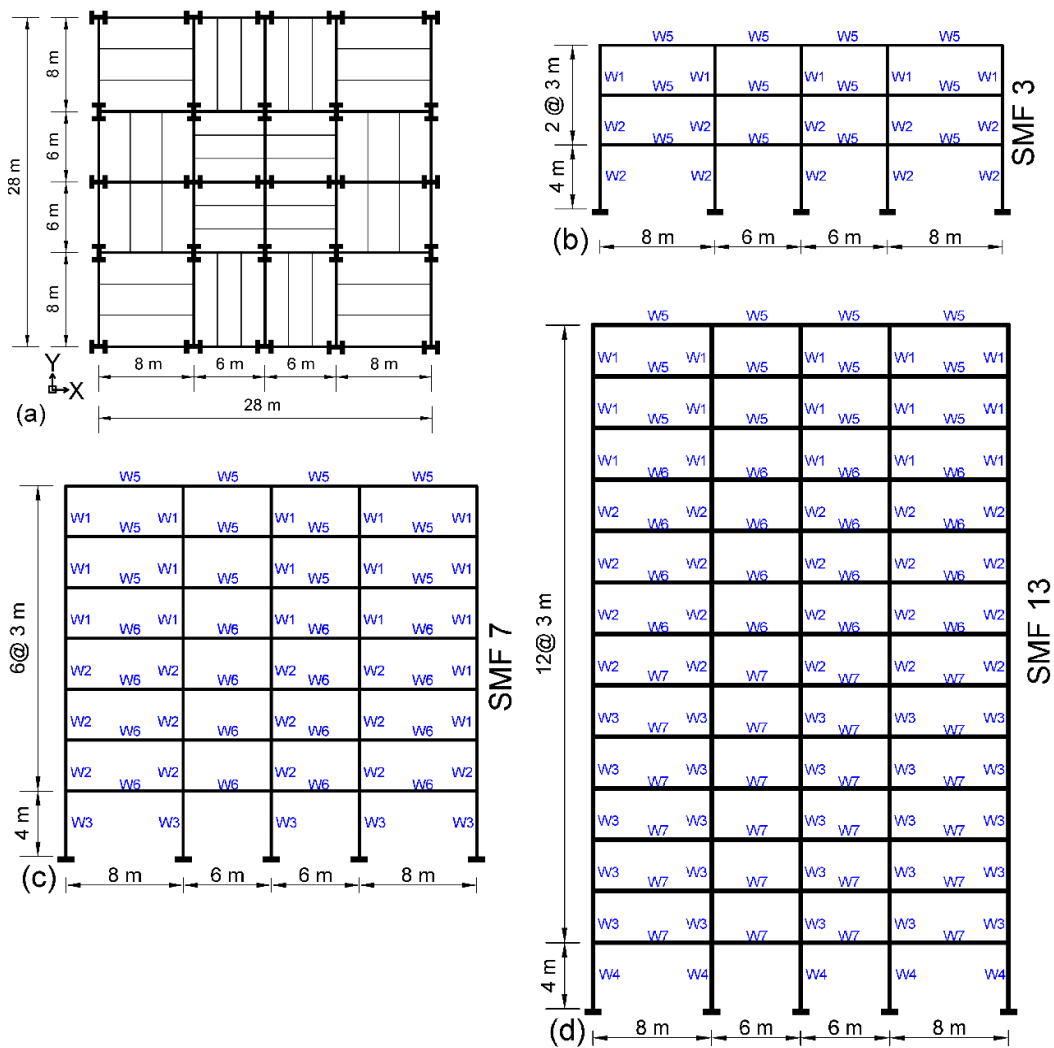 8 m
6 m
28 m
6 m
8 m
Y
X
8 m 6 m 6 m 8 m
(a)
28 m
W5 W5 W5 W5
W1 W1 W1 W1 W1
W5 W5 W5 W5
W2 W2 W2 W2 W2
W5 W5 W5 W5
W2 W2 W2 W2 W2
2 @ 3 m
4 m
SMF 3
(b)
8 m 6 m 6 m 8 m
W5 W5 W5 W5
W1 W1 W1 W1 W1
W5 W5 W5 W5
W1 W1 W1 W1 W1
W5 W5 W5 W5
W1 W1 W1 W1 W1
W6 W6 W6 W6
W2 W2 W2 W2 W1
W6 W6 W6 W6
W2 W2 W2 W2 W1
W6 W6 W6 W6
W2 W2 W2 W2 W2
W6 W6 W6 W6
W3 W3 W3 W3 W3
6@ 3 m
4 m
SMF 7
(c)
8 m 6 m 6 m 8 m
W5 W5 W5 W5
W1 W1 W1 W1 W1
W5 W5 W5 W5
W1 W1 W1 W1 W1
W5 W5 W5 W5
W1 W1 W1 W1 W1
W6 W6 W6 W6
W2 W2 W2 W2 W2
W6 W6 W6 W6
W2 W2 W2 W2 W2
W6 W6 W6 W6
W2 W2 W2 W2 W2
W6 W6 W6 W6
W2 W2 W2 W2 W2
W7 W7 W7 W7
W3 W3 W3 W3 W3
W7 W7 W7 W7
W3 W3 W3 W3 W3
W7 W7 W7 W7
W3 W3 W3 W3 W3
W7 W7 W7 W7
W3 W3 W3 W3 W3
W7 W7 W7 W7
W3 W3 W3 W3 W3
W7 W7 W7 W7
W4 W4 W4 W4 W4
12@ 3 m
4 m
SMF 13
(d)
8 m 6 m 6 m 8 m